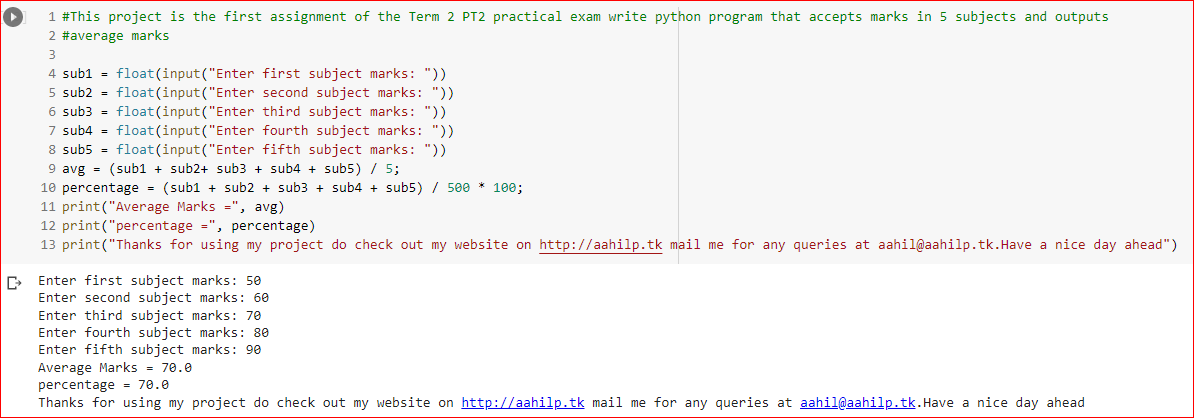 1 #This project is the first assignment of the Term 2 PT2 practical exam write python program that accepts marks in 5 subjects and outputs
2 #average marks
3
4 sub1 = float(input("Enter first subject marks: "))
5 sub2 = float(input("Enter second subject marks: "))
6 sub3 = float(input("Enter third subject marks: "))
7 sub4 = float(input("Enter fourth subject marks: "))
8 sub5 = float(input("Enter fifth subject marks: "))
9 avg = (sub1 + sub2+ sub3 + sub4 + sub5) / 5;
10 percentage = (sub1 + sub2 + sub3 + sub4 + sub5) / 500 * 100;
11 print("Average Marks =", avg)
12 print("percentage =", percentage)
13 print("Thanks for using my project do check out my website on http://aahilp.tk mail me for any queries at aahil@aahilp.tk.Have a nice day ahead")
Enter first subject marks: 50
Enter second subject marks: 60
Enter third subject marks: 70
Enter fourth subject marks: 80
Enter fifth subject marks: 90
Average Marks = 70.0
percentage = 70.0
Thanks for using my project do check out my website on http://aahilp.tk mail me for any queries at aahil@aahilp.tk.Have a nice day ahead